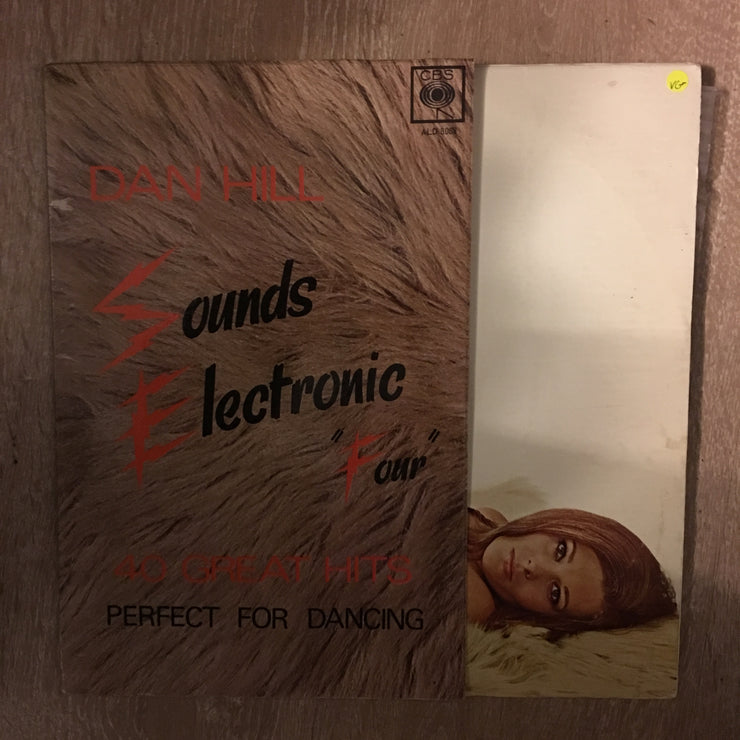 CBS
DAN HILL
Sounds
Electronic
"Four"
40 GREAT HITS
PERFECT FOR DANCING